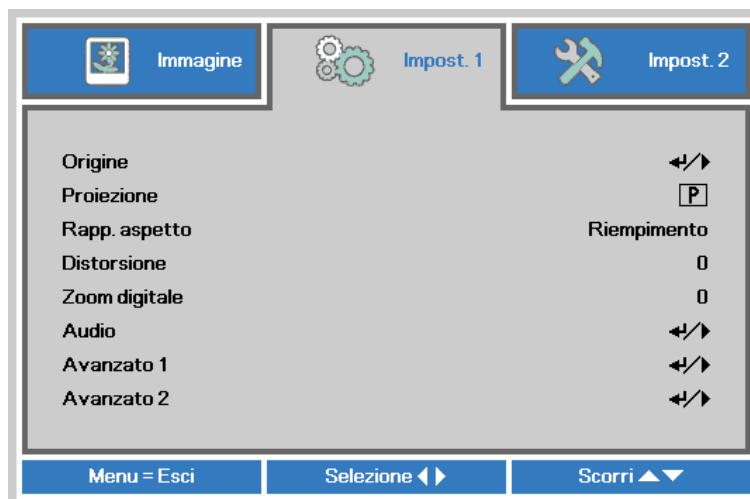 Immagine
Impost. 1
Impost. 2
Origine
Proiezione P
Rapp. aspetto Riempimento
Distorsione 0
Zoom digitale 0
Audio
Avanzato 1
Avanzato 2
Menu = Esci
Selezione
Scorri